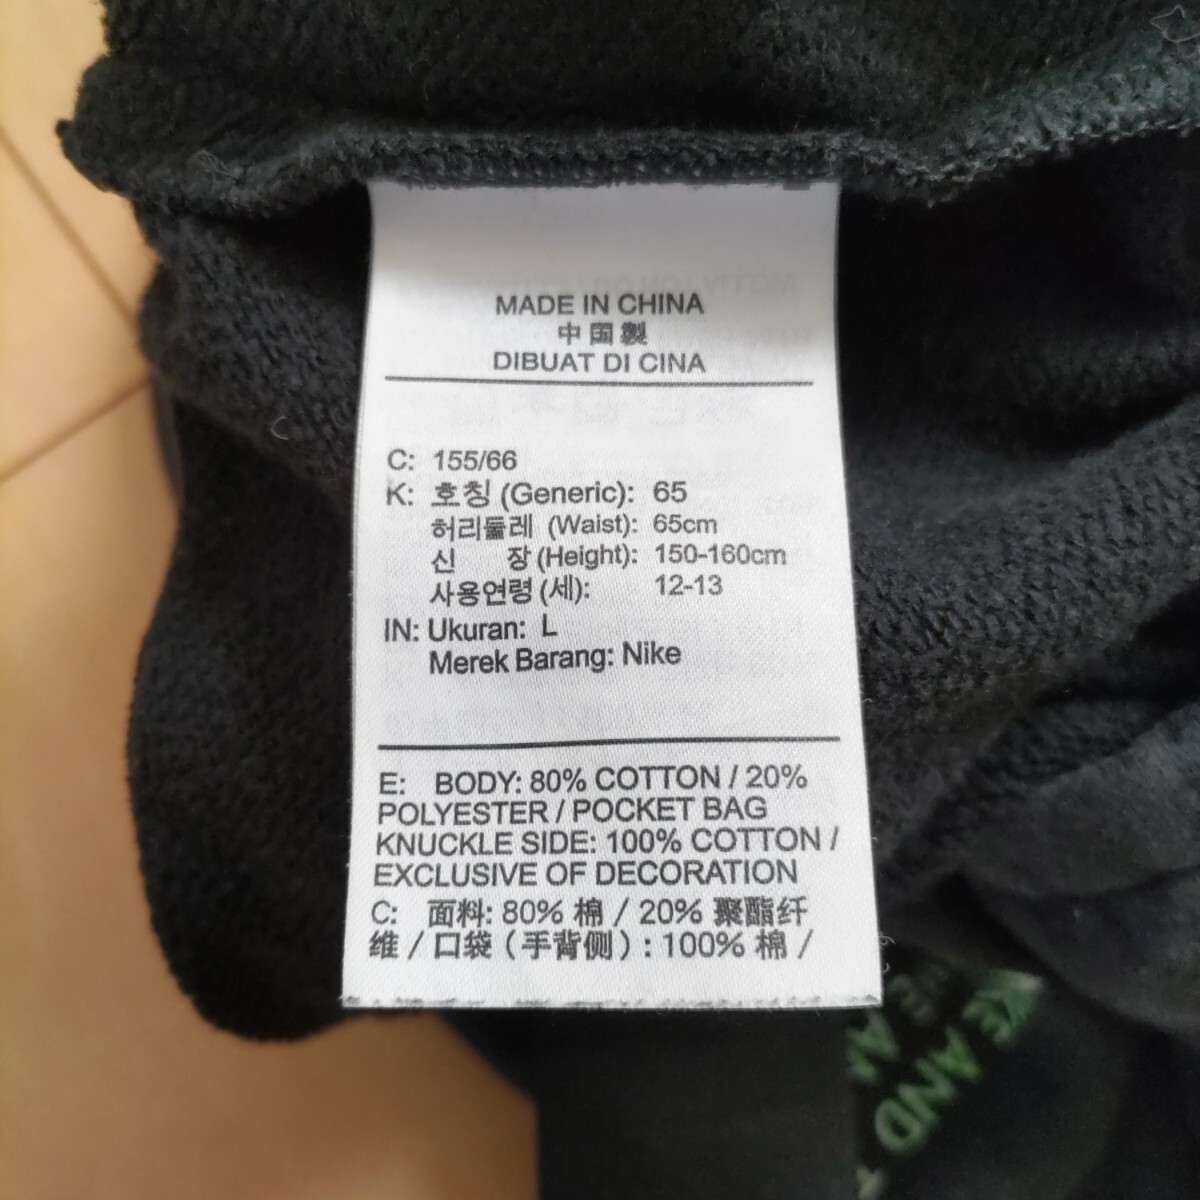 MADE IN CHINA
中国製
DIBUAT DI CINA
C: 155/66
K: 호칭 (Generic): 65
허리둘레 (Waist): 65cm
신 장 (Height): 150-160cm
사용연령 (세): 12-13
IN: Ukuran: L
Merek Barang: Nike
E: BODY: 80% COTTON / 20%
POLYESTER / POCKET BAG
KNUCKLE SIDE: 100% COTTON /
EXCLUSIVE OF DECORATION
C: 面料: 80% 棉 / 20% 聚酯纤
维 / 口袋 (手背侧) : 100% 棉 /
KE AND
AND